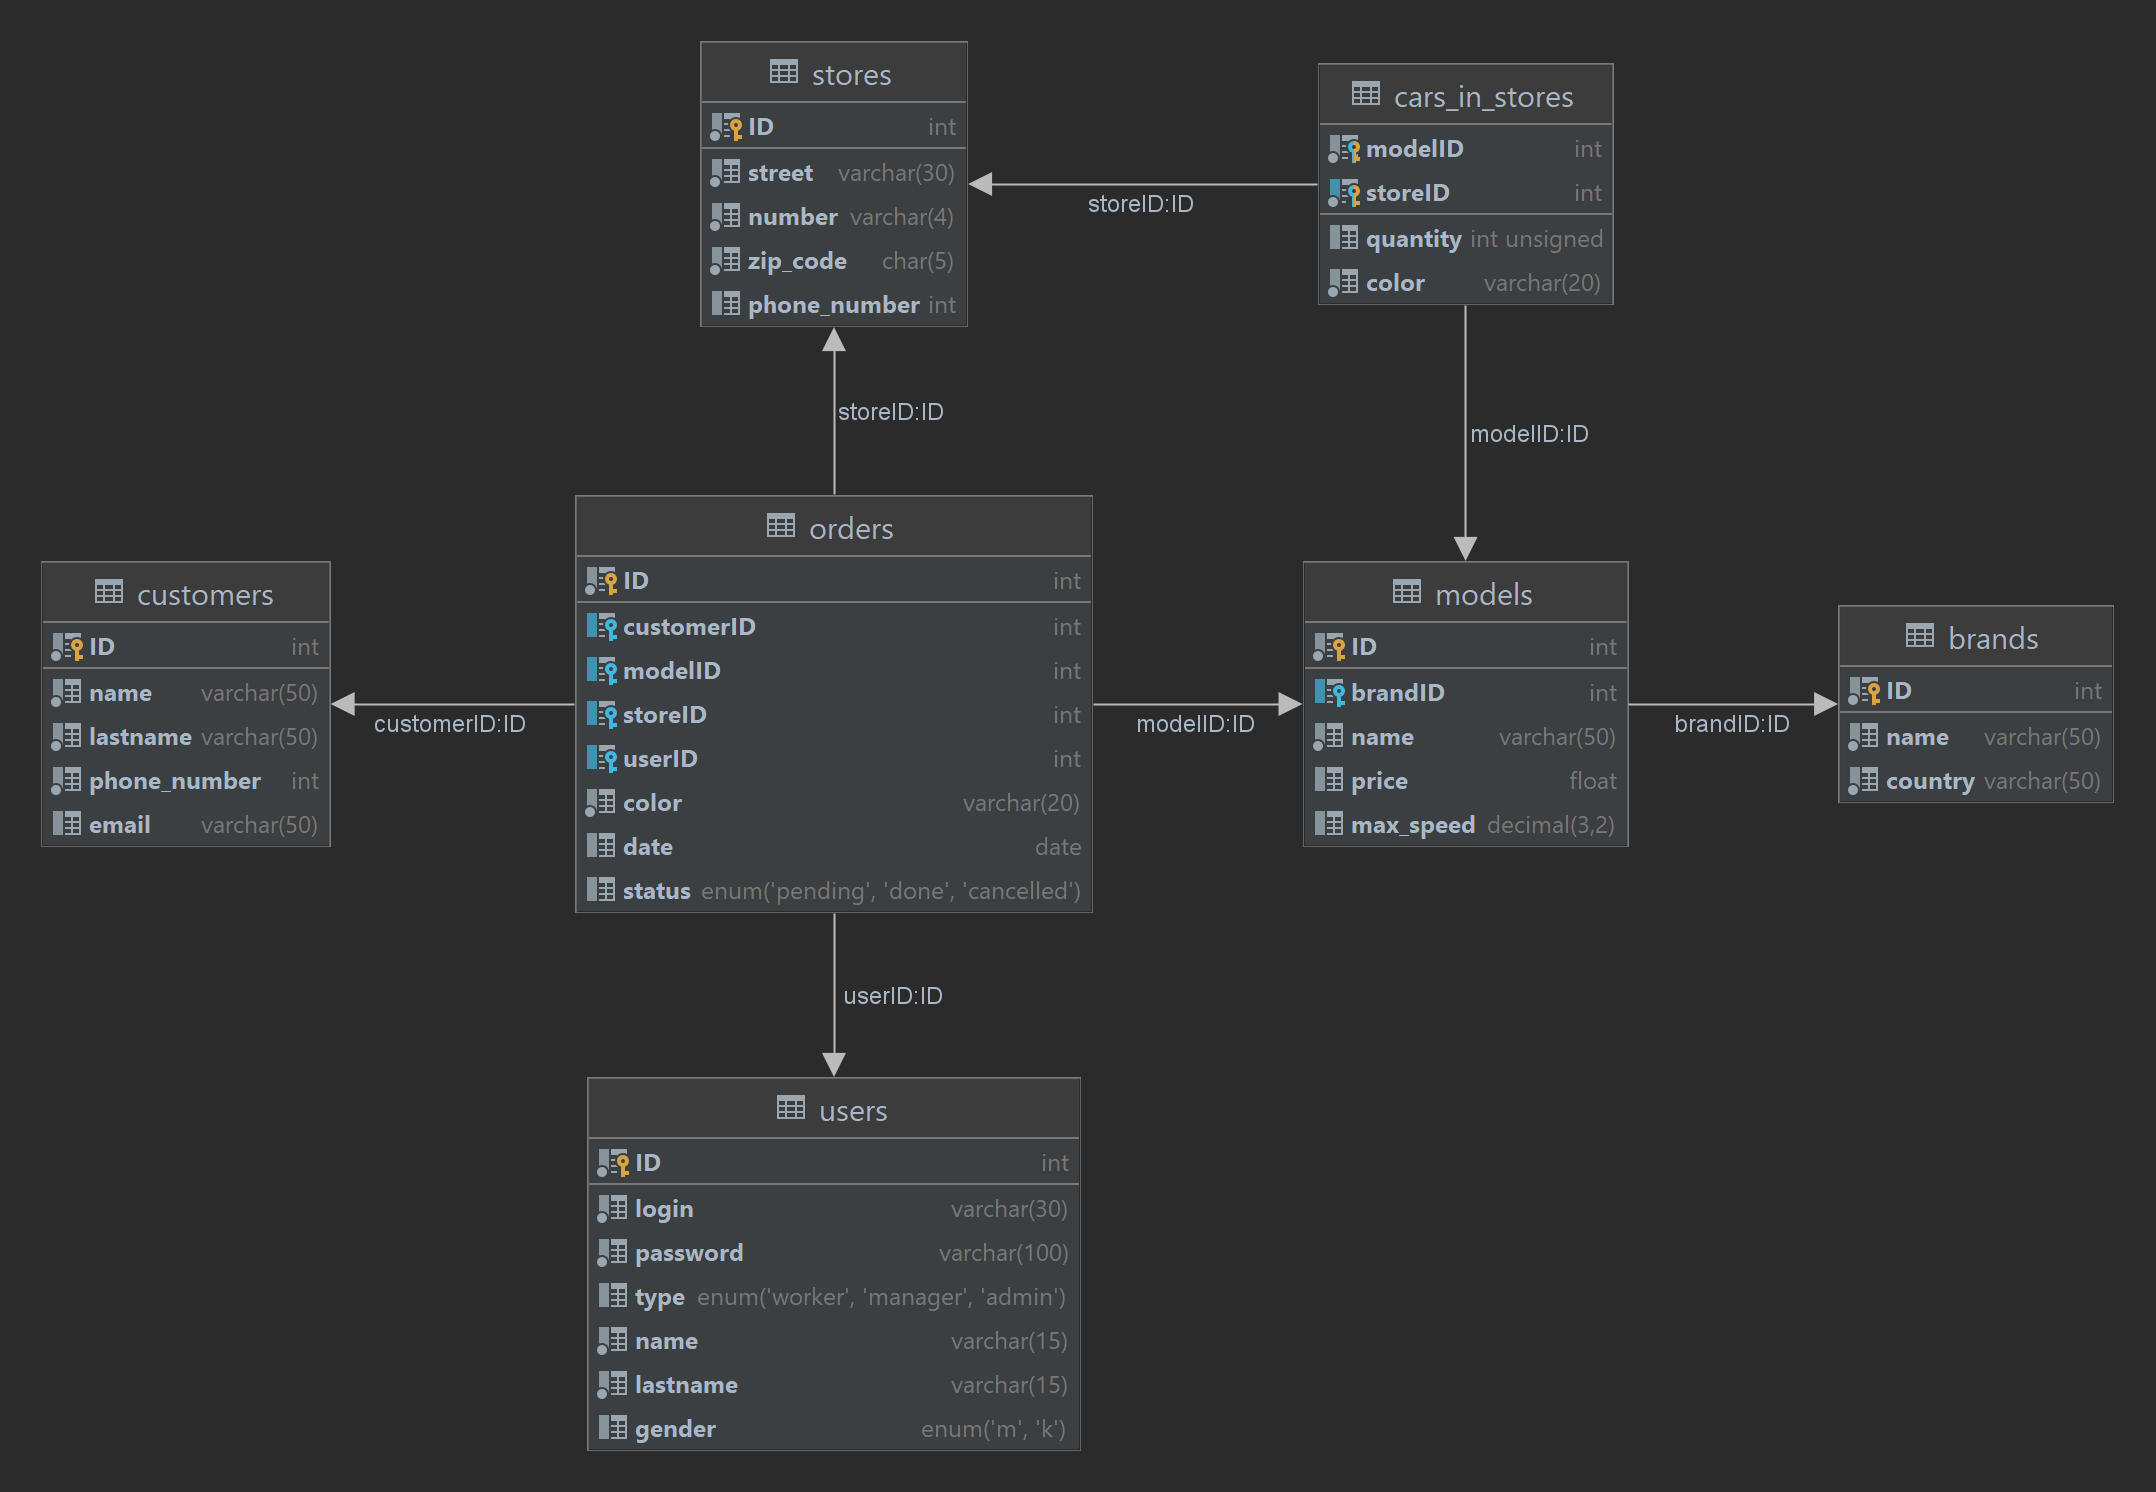 stores
ID int
street varchar(30)
number varchar(4)
zip_code char(5)
phone_number int
cars_in_stores
modelID int
storeID int
quantity int unsigned
color varchar(20)
storeID:ID
storeID:ID
modelID:ID
orders
ID int
customerID int
modelID int
storeID int
userID int
color varchar(20)
date date
status enum('pending', 'done', 'cancelled')
customers
ID int
name varchar(50)
lastname varchar(50)
phone_number int
email varchar(50)
customerID:ID
modelID:ID
models
ID int
brandID int
name varchar(50)
price float
max_speed decimal(3,2)
brandID:ID
brands
ID int
name varchar(50)
country varchar(50)
userID:ID
users
ID int
login varchar(30)
password varchar(100)
type enum('worker', 'manager', 'admin')
name varchar(15)
lastname varchar(15)
gender enum('m', 'k')